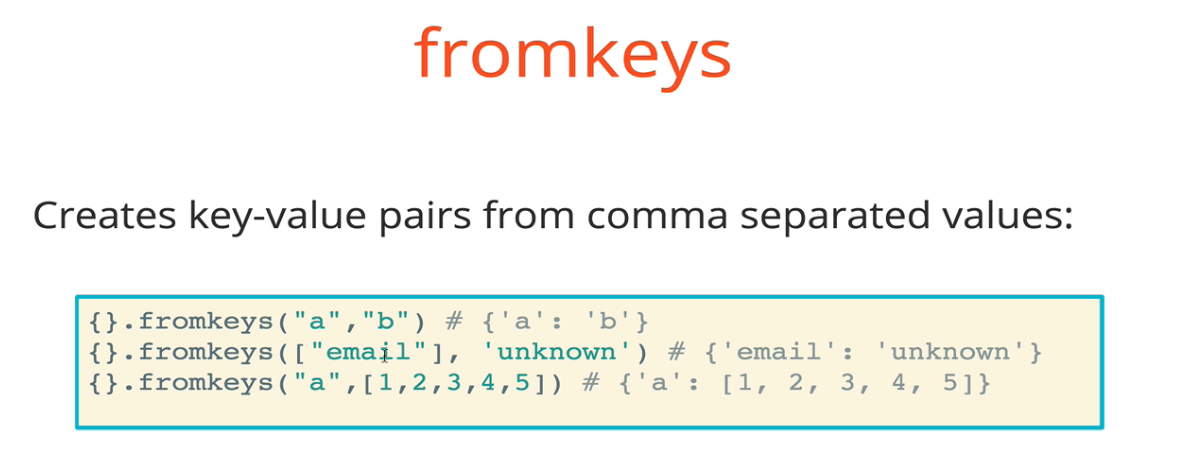 fromkeys
Creates key-value pairs from comma separated values:
{}.fromkeys("a","b") # {'a': 'b'}
{}.fromkeys(["email"], 'unknown') # {'email': 'unknown'}
{}.fromkeys("a",[1,2,3,4,5]) # {'a': [1, 2, 3, 4, 5]}